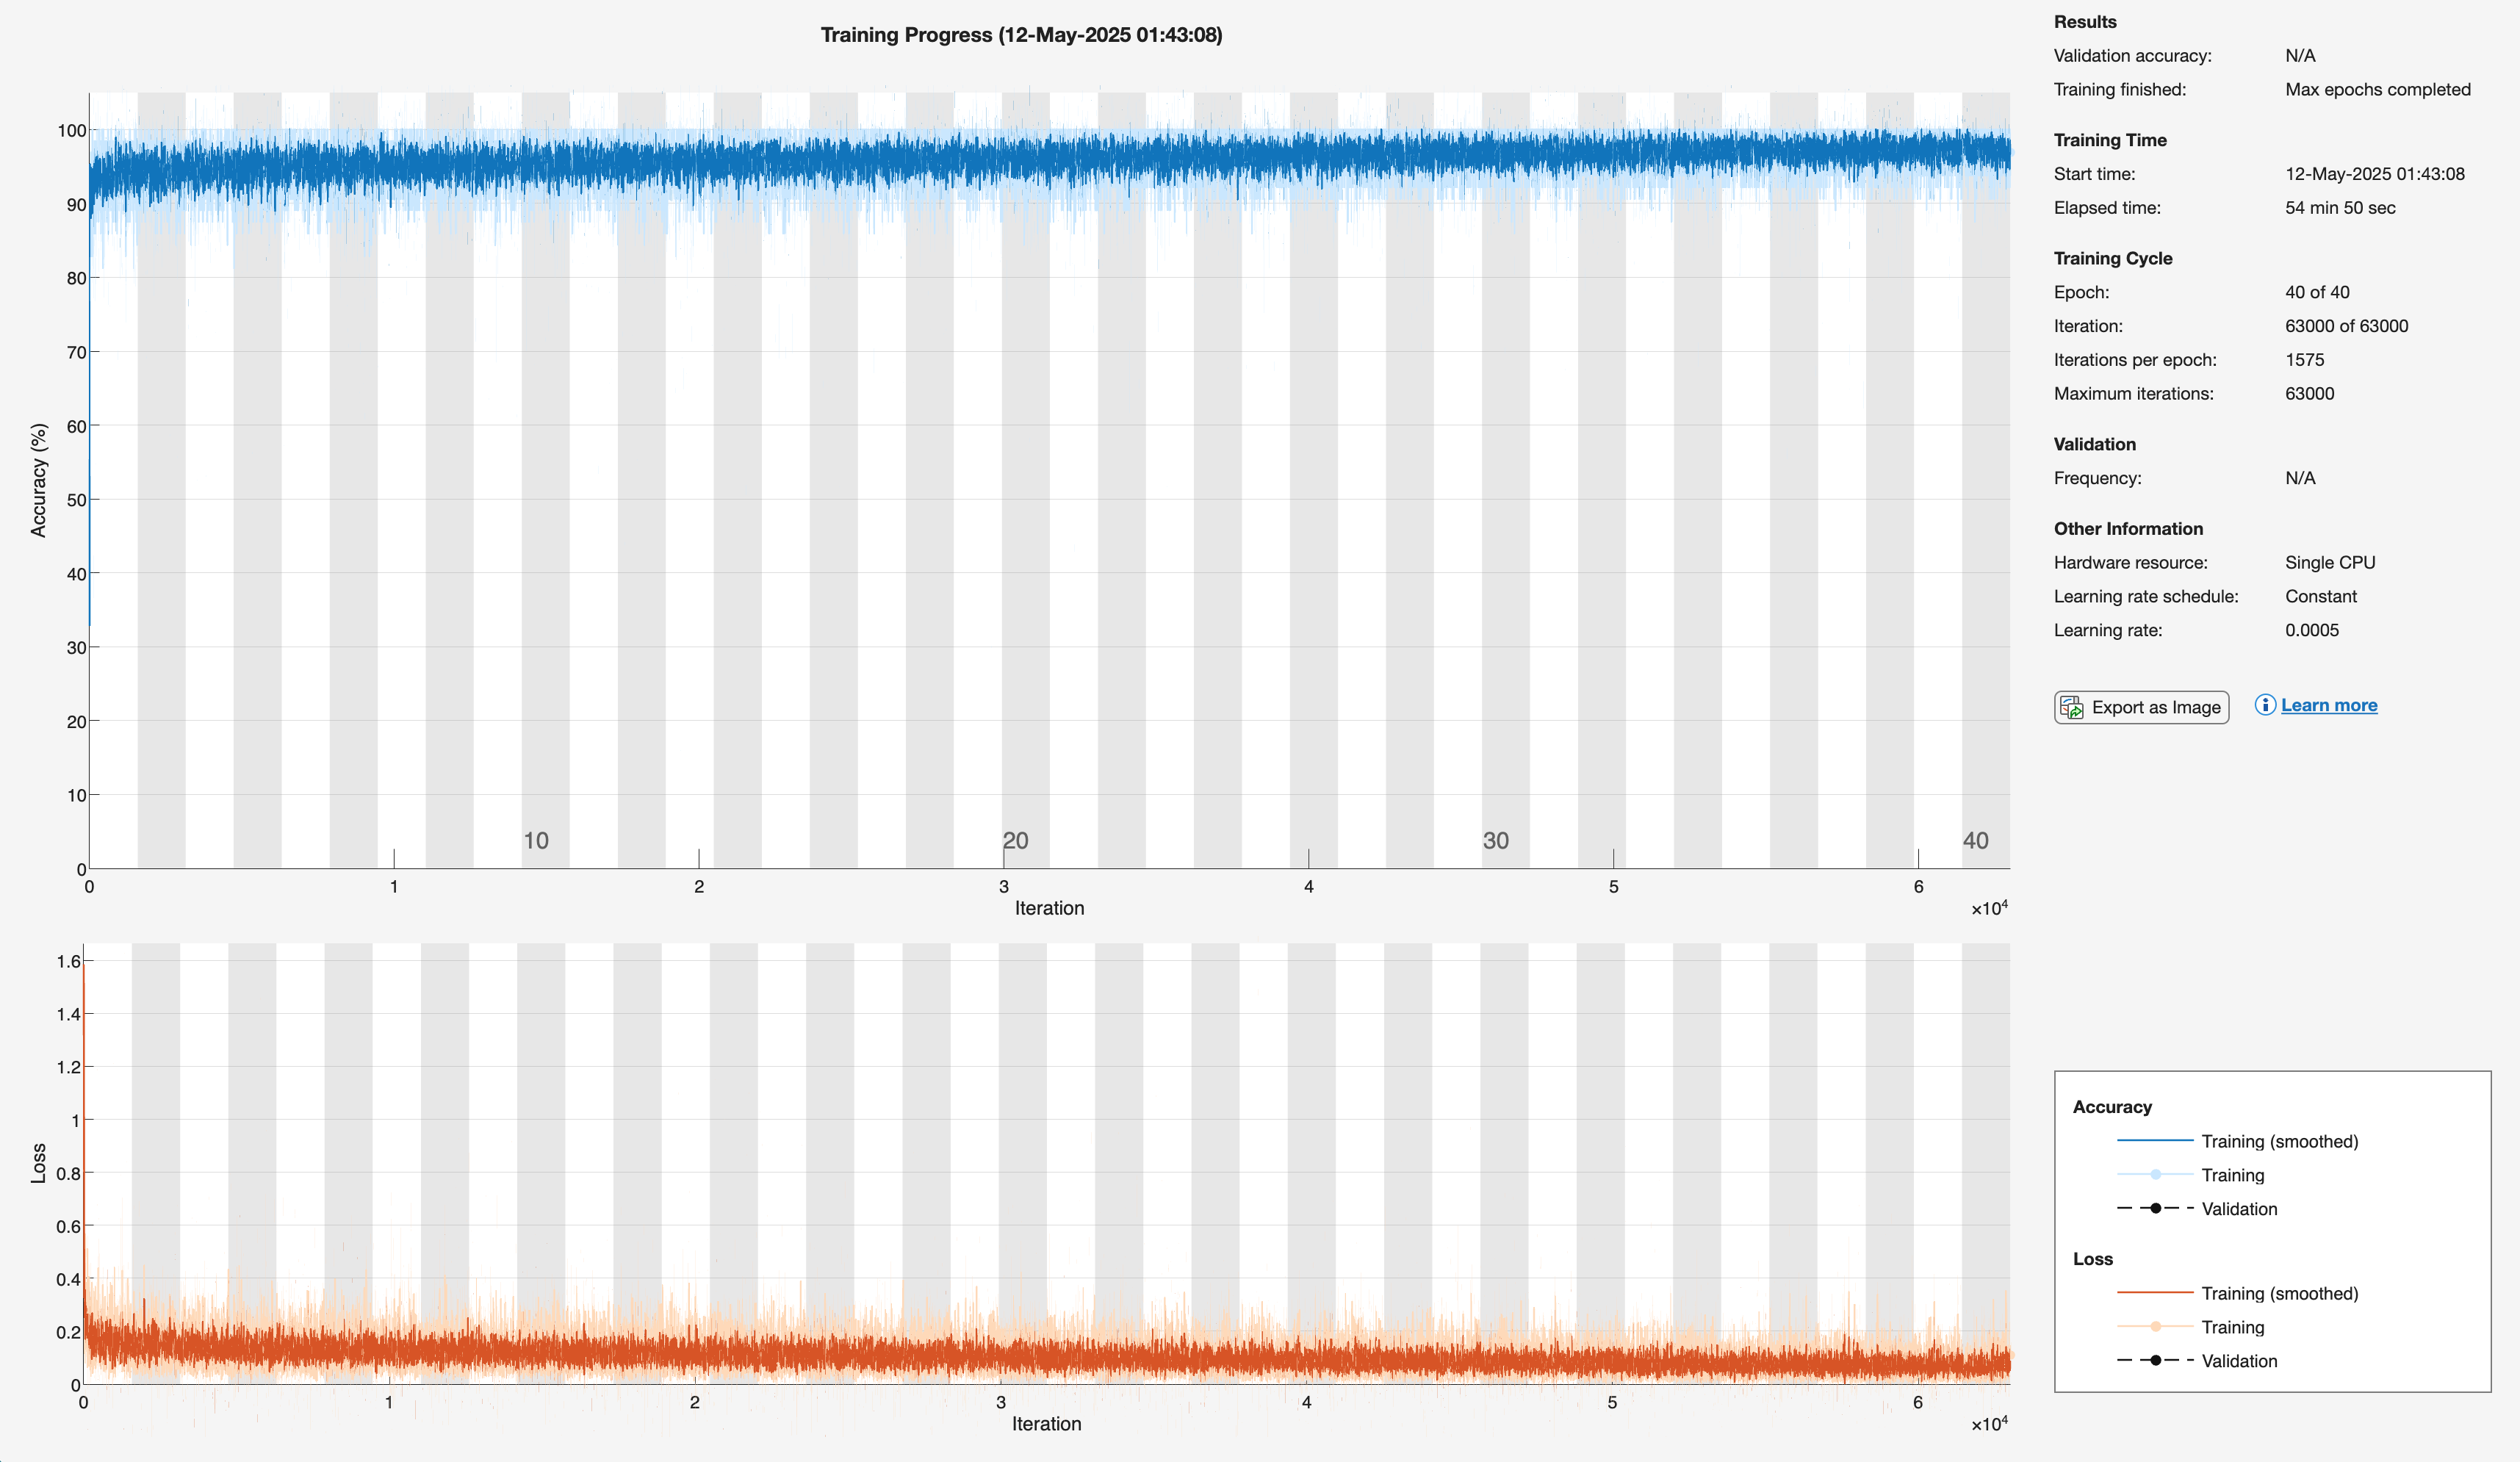 Training Progress (12-May-2025 01:43:08)
100
90
80
70
60
50
40
30
20
10
0
Accuracy (%)
10
20
30
40
0
1
2
3
4
5
6
Iteration
×10⁴
1.6
1.4
1.2
1
0.8
0.6
0.4
0.2
0
Loss
0
1
2
3
4
5
6
Iteration
×10⁴
Results
Validation accuracy: N/A
Training finished: Max epochs completed
Training Time
Start time: 12-May-2025 01:43:08
Elapsed time: 54 min 50 sec
Training Cycle
Epoch: 40 of 40
Iteration: 63000 of 63000
Iterations per epoch: 1575
Maximum iterations: 63000
Validation
Frequency: N/A
Other Information
Hardware resource: Single CPU
Learning rate schedule: Constant
Learning rate: 0.0005
Export as Image
Learn more
Accuracy
Training (smoothed)
Training
Validation
Loss
Training (smoothed)
Training
Validation